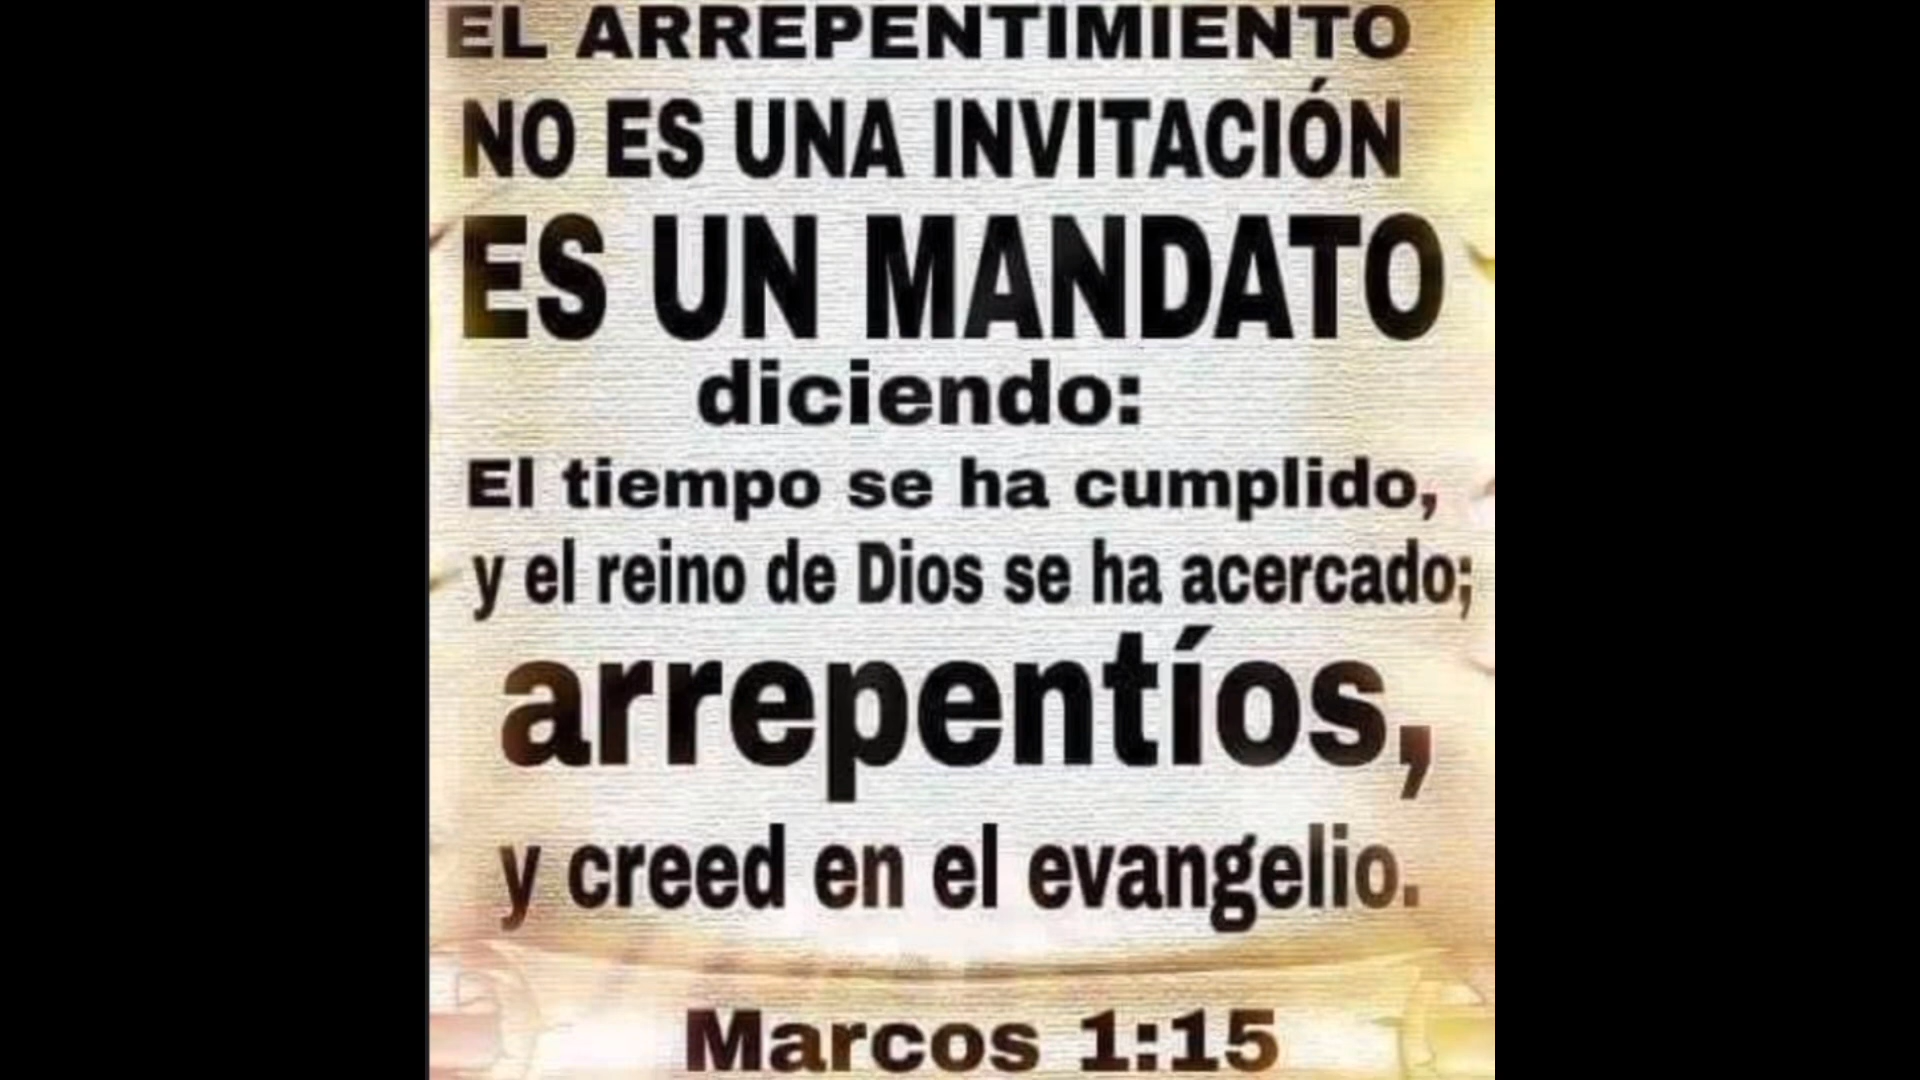 EL ARREPENTIMIENTO
NO ES UNA INVITACIÓN
ES UN MANDATO
diciendo:
El tiempo se ha cumplido,
y el reino de Dios se ha acercado;
arrepentíos,
y creed en el evangelio.
Marcos 1:15